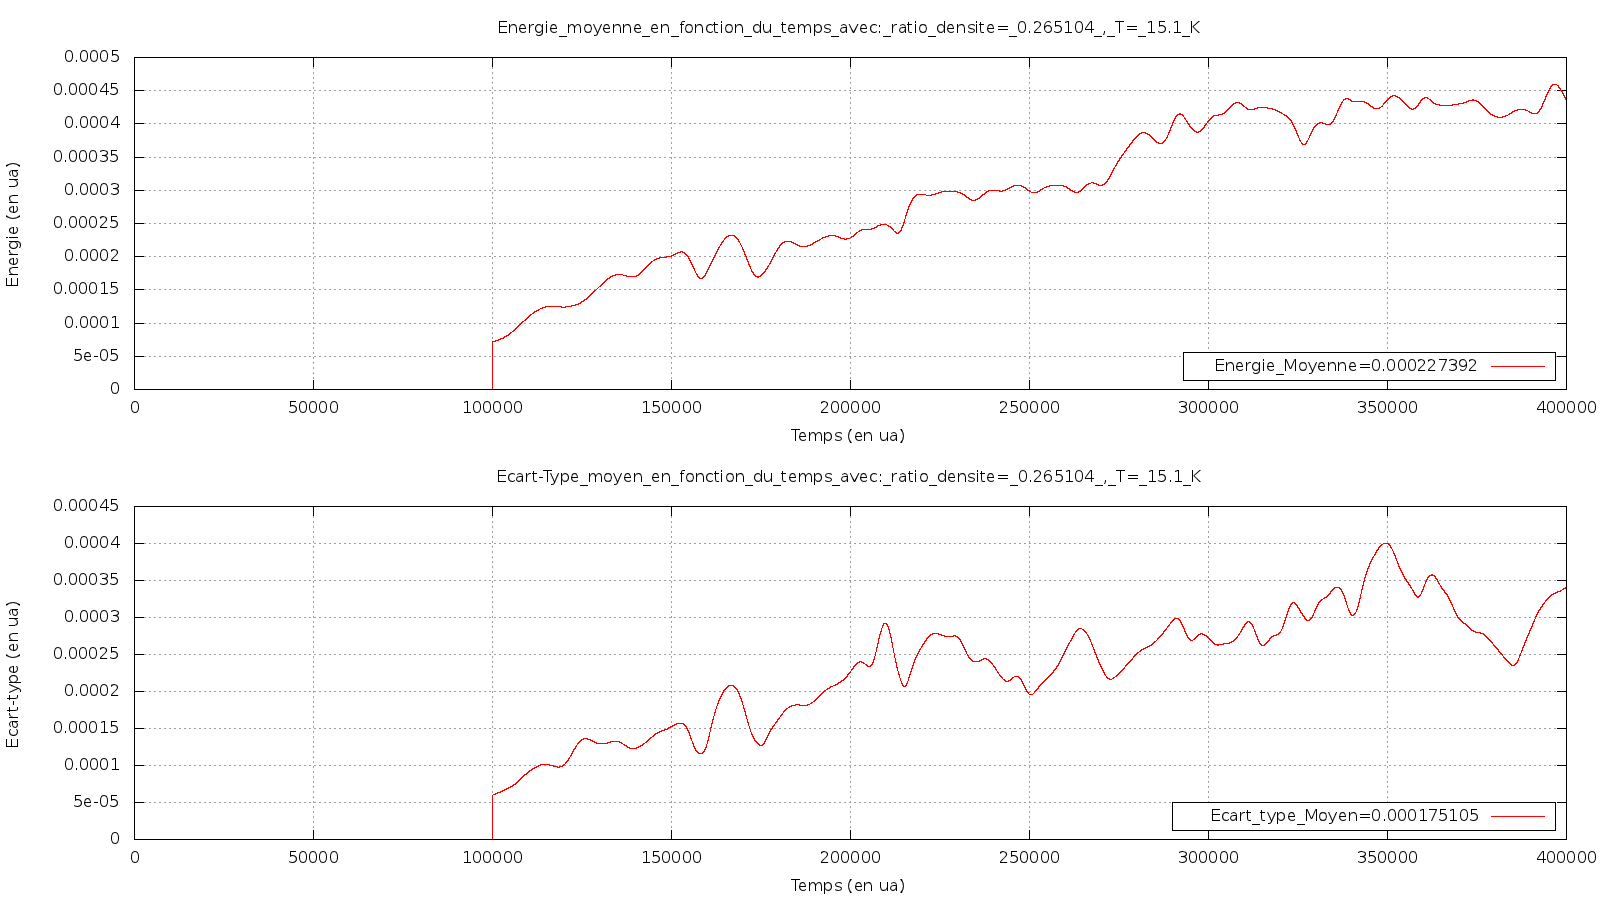 Energie_moyenne_en_fonction_du_temps_avec:_ratio_densite=_0.265104_,_T=_15.1_K
0.0005
0.00045
0.0004
0.00035
0.0003
0.00025
0.0002
0.00015
0.0001
5e-05
0
Energie (en ua)
Energie_Moyenne=0.000227392
0 50000 100000 150000 200000 250000 300000 350000 400000
Temps (en ua)
Ecart-Type_moyen_en_fonction_du_temps_avec:_ratio_densite=_0.265104_,_T=_15.1_K
0.00045
0.0004
0.00035
0.0003
0.00025
0.0002
0.00015
0.0001
5e-05
0
Ecart-type (en ua)
Ecart_type_Moyen=0.000175105
0 50000 100000 150000 200000 250000 300000 350000 400000
Temps (en ua)